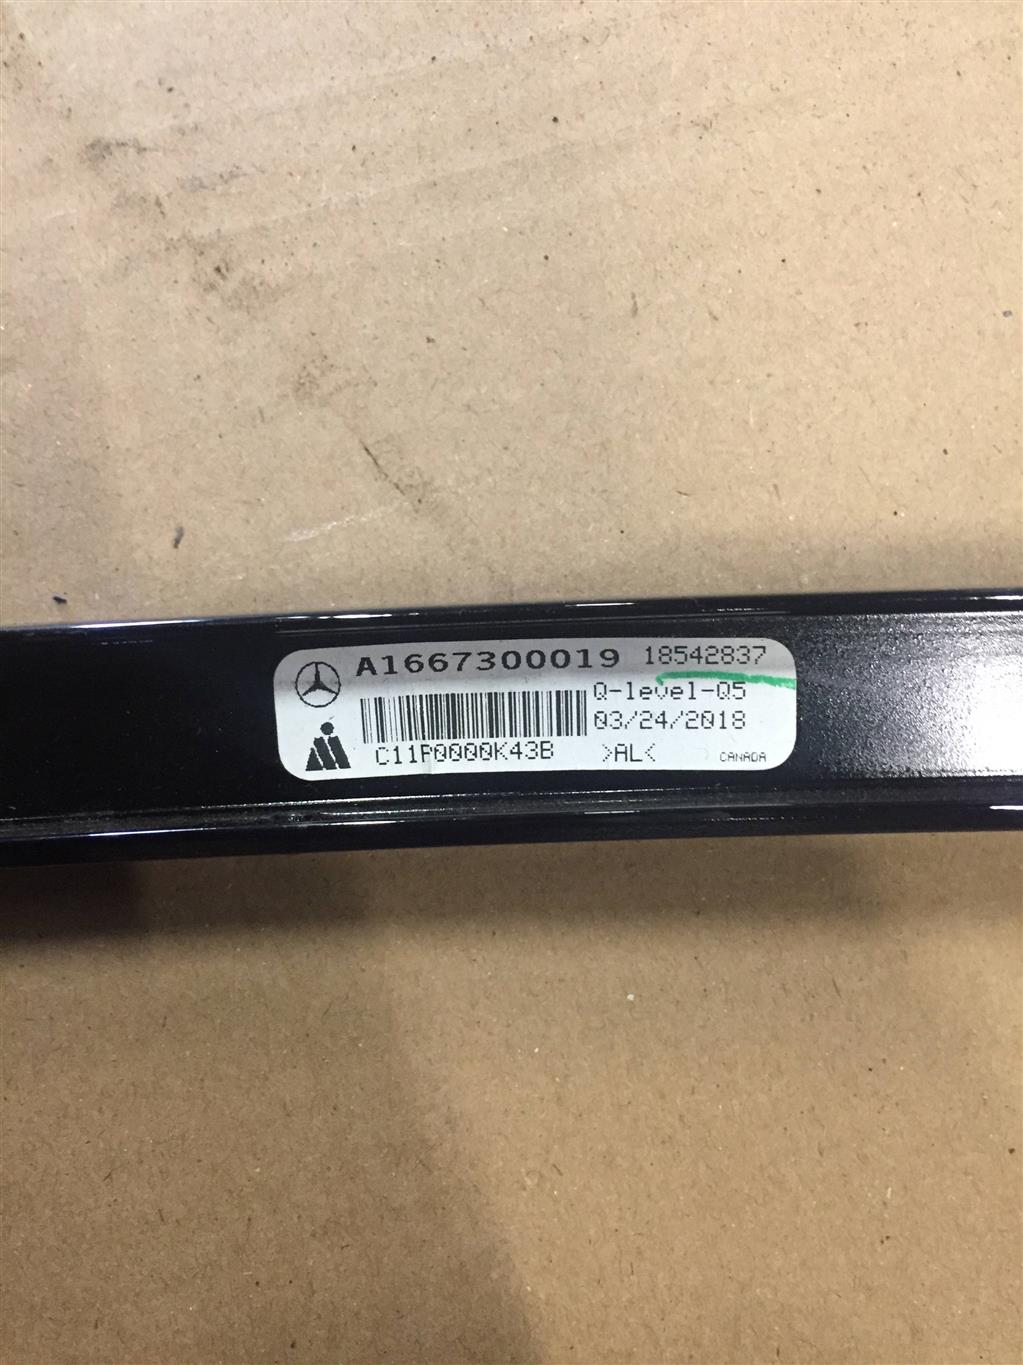 A1667300019 18542837
Q-level-Q5
03/24/2018
C11P0000K43B >AL< CANADA